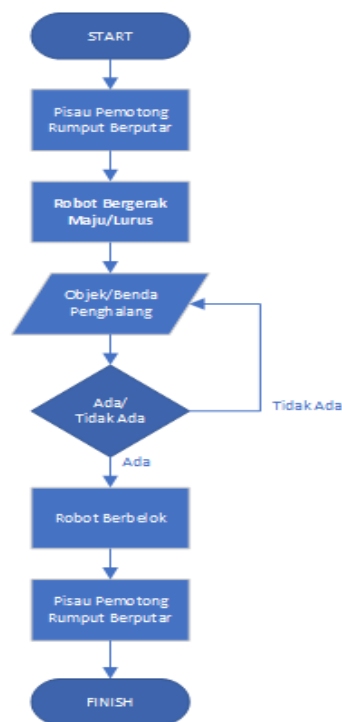 START
Pisau Pemotong
Rumput Berputar
Robot Bergerak
Maju/Lurus
Objek/Benda
Penghalang
Ada/
Tidak Ada
Tidak Ada
Ada
Robot Berbelok
Pisau Pemotong
Rumput Berputar
FINISH